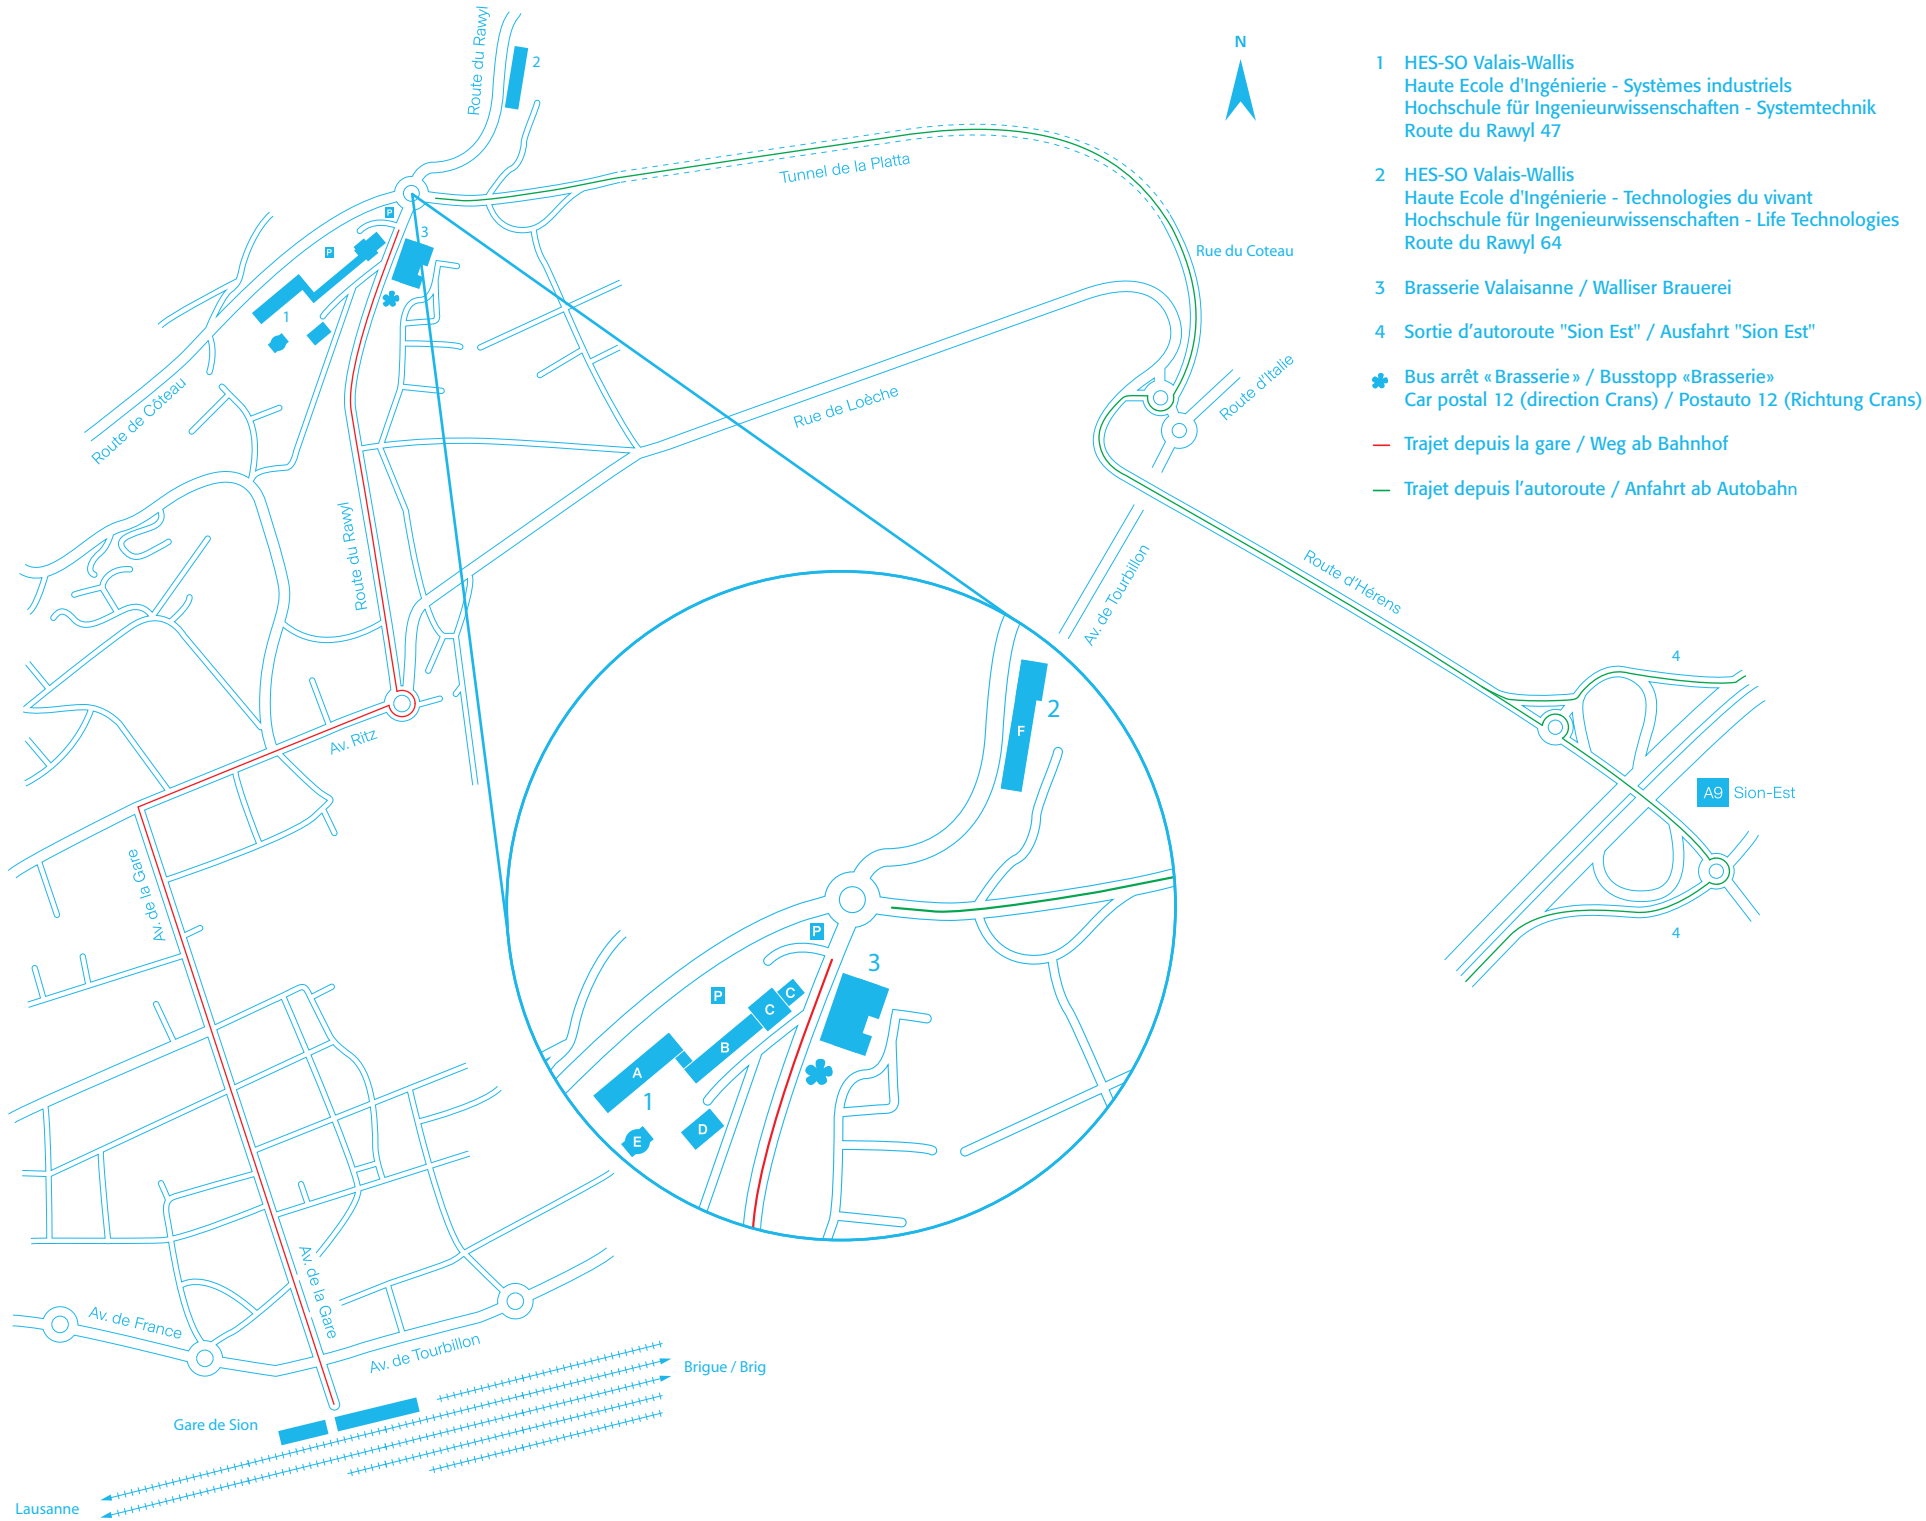 Route du Rawyl
2
N
1 HES-SO Valais-Wallis
Haute Ecole d'Ingénierie - Systèmes industriels
Hochschule für Ingenieurwissenschaften - Systemtechnik
Route du Rawyl 47
2 HES-SO Valais-Wallis
Haute Ecole d'Ingénierie - Technologies du vivant
Hochschule für Ingenieurwissenschaften - Life Technologies
Route du Rawyl 64
3 Brasserie Valaisanne / Walliser Brauerei
4 Sortie d'autoroute "Sion Est" / Ausfahrt "Sion Est"
Bus arrêt «Brasserie» / Busstopp «Brasserie»
Car postal 12 (direction Crans) / Postauto 12 (Richtung Crans)
Trajet depuis la gare / Weg ab Bahnhof
Trajet depuis l'autoroute / Anfahrt ab Autobahn
Tunnel de la Platta
P
3
P
1
Rue du Coteau
Route de Côteau
Rue de Loèche
Route d'Italie
Route du Rawyl
Av. de Tourbillon
Route d'Hérens
4
A9 Sion-Est
4
Av. Ritz
Av. de la Gare
2
F
P
3
P
C
C
B
A
1
D
E
Av. de la Gare
Av. de France
Av. de Tourbillon
Brigue / Brig
Gare de Sion
Lausanne